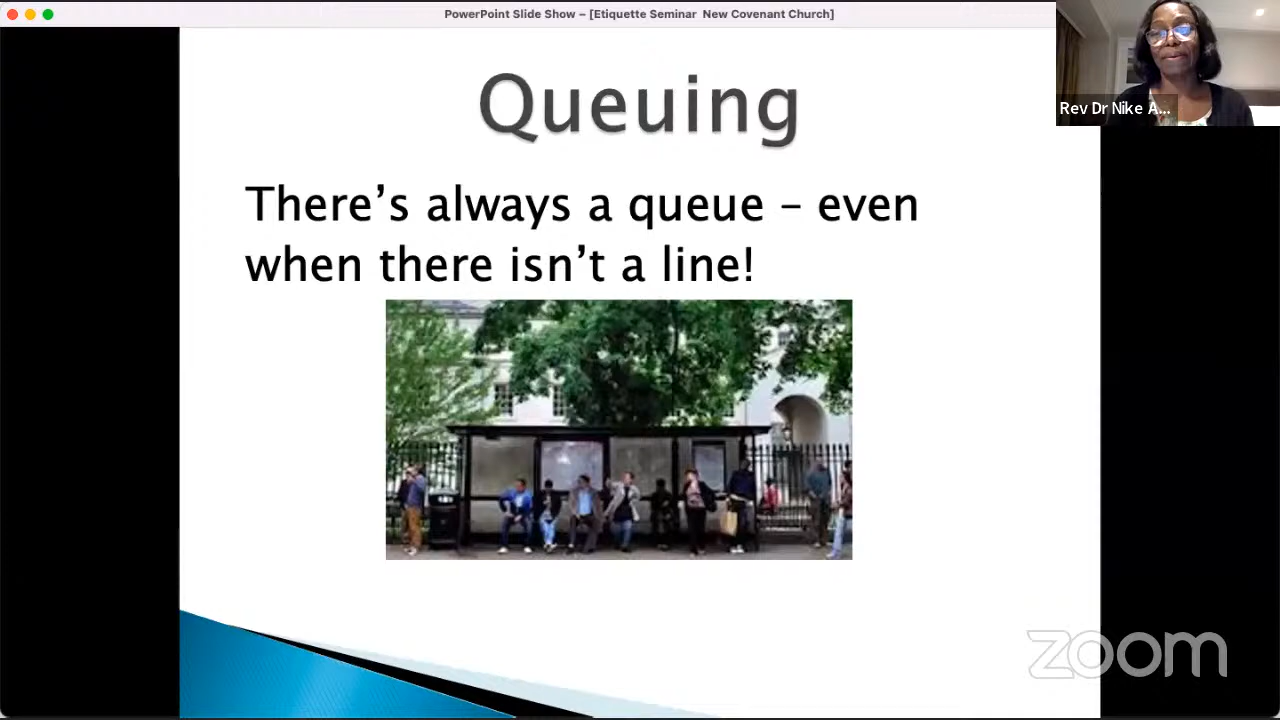 PowerPoint Slide Show – [Etiquette Seminar New Covenant Church]
Rev Dr Nike A...
Queuing
There's always a queue – even
when there isn't a line!
zoom